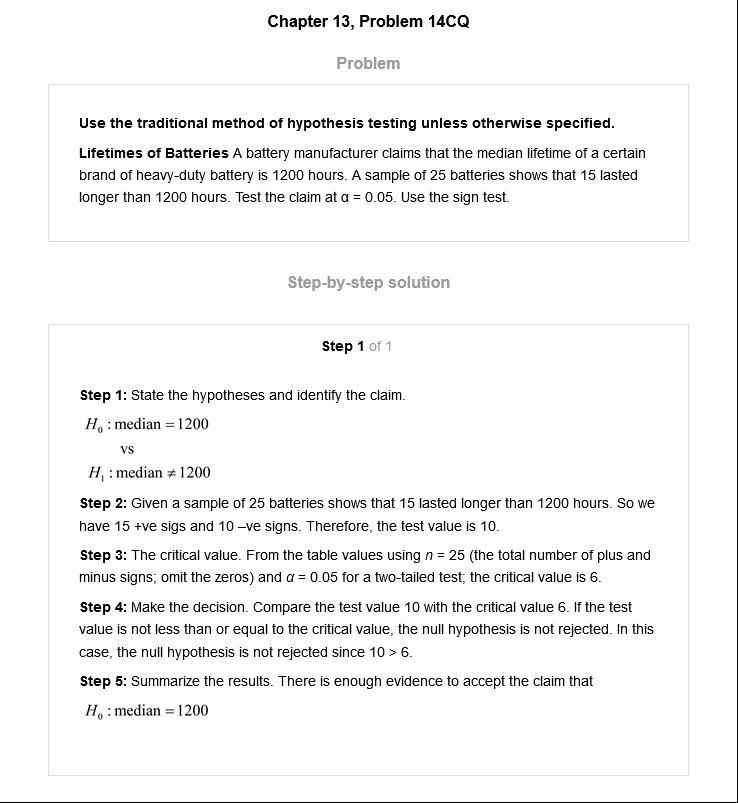 Chapter 13, Problem 14CQ
Problem
Use the traditional method of hypothesis testing unless otherwise specified.
Lifetimes of Batteries A battery manufacturer claims that the median lifetime of a certain
brand of heavy-duty battery is 1200 hours. A sample of 25 batteries shows that 15 lasted
longer than 1200 hours. Test the claim at α = 0.05. Use the sign test.
Step-by-step solution
Step 1 of 1
Step 1: State the hypotheses and identify the claim.
H₀ : median = 1200
vs
H₁ : median ≠ 1200
Step 2: Given a sample of 25 batteries shows that 15 lasted longer than 1200 hours. So we
have 15 +ve sigs and 10 –ve signs. Therefore, the test value is 10.
Step 3: The critical value. From the table values using n = 25 (the total number of plus and
minus signs; omit the zeros) and α = 0.05 for a two-tailed test; the critical value is 6.
Step 4: Make the decision. Compare the test value 10 with the critical value 6. If the test
value is not less than or equal to the critical value, the null hypothesis is not rejected. In this
case, the null hypothesis is not rejected since 10 > 6.
Step 5: Summarize the results. There is enough evidence to accept the claim that
H₀ : median = 1200